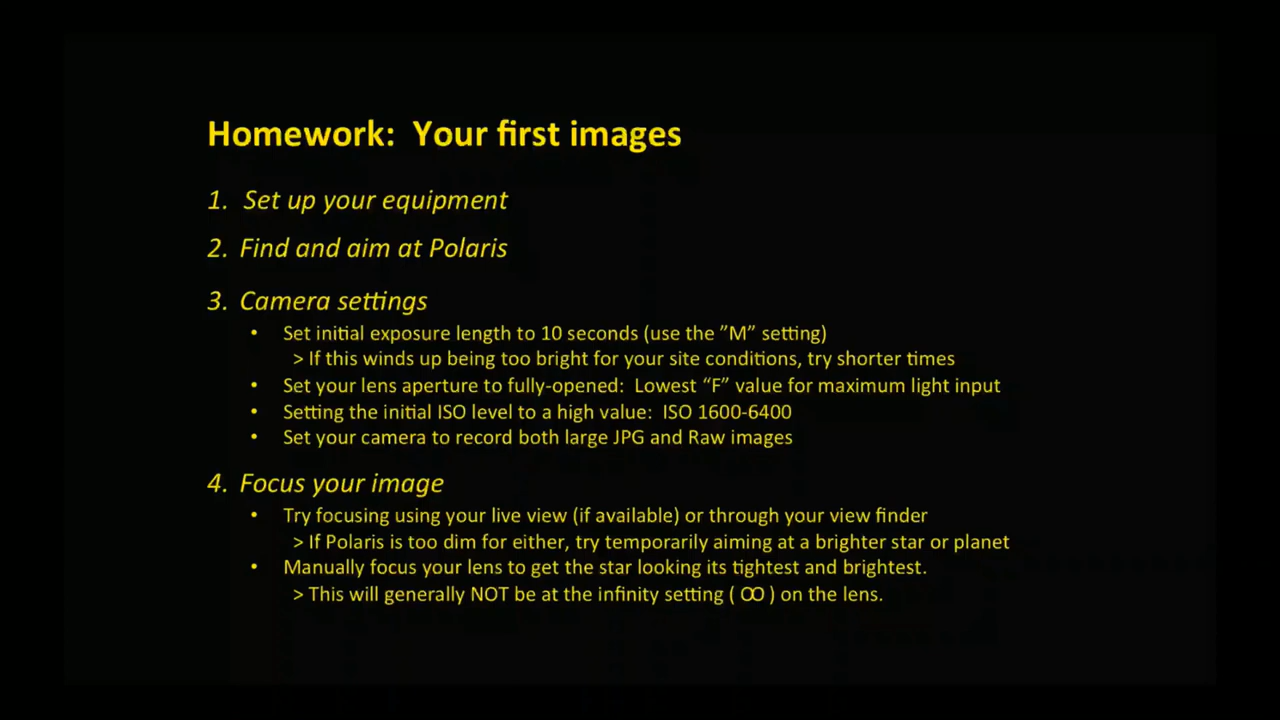 Homework:  Your first images
1.  Set up your equipment
2.  Find and aim at Polaris
3.  Camera settings
•  Set initial exposure length to 10 seconds (use the ”M” setting)
> If this winds up being too bright for your site conditions, try shorter times
•  Set your lens aperture to fully-opened:  Lowest “F” value for maximum light input
•  Setting the initial ISO level to a high value:  ISO 1600-6400
•  Set your camera to record both large JPG and Raw images
4.  Focus your image
•  Try focusing using your live view (if available) or through your view finder
> If Polaris is too dim for either, try temporarily aiming at a brighter star or planet
•  Manually focus your lens to get the star looking its tightest and brightest.
> This will generally NOT be at the infinity setting ( ꝏ ) on the lens.